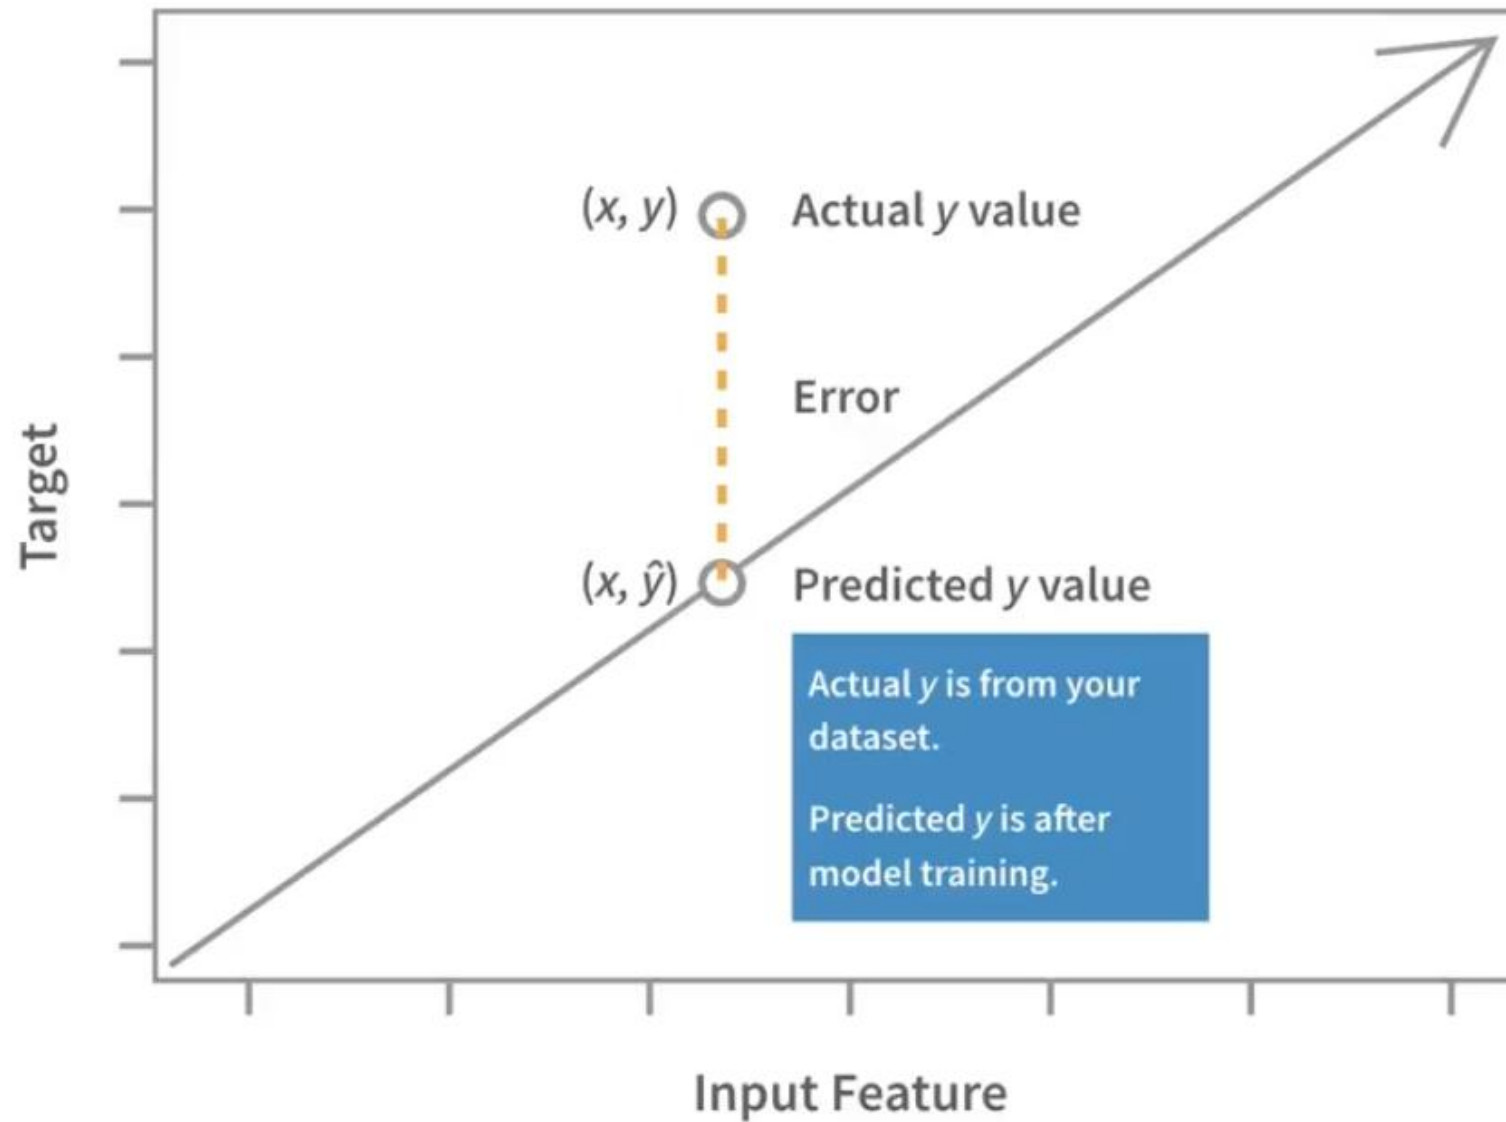 (x, y) Actual y value
Error
Target
(x, ŷ) Predicted y value
Actual y is from your
dataset.
Predicted y is after
model training.
Input Feature